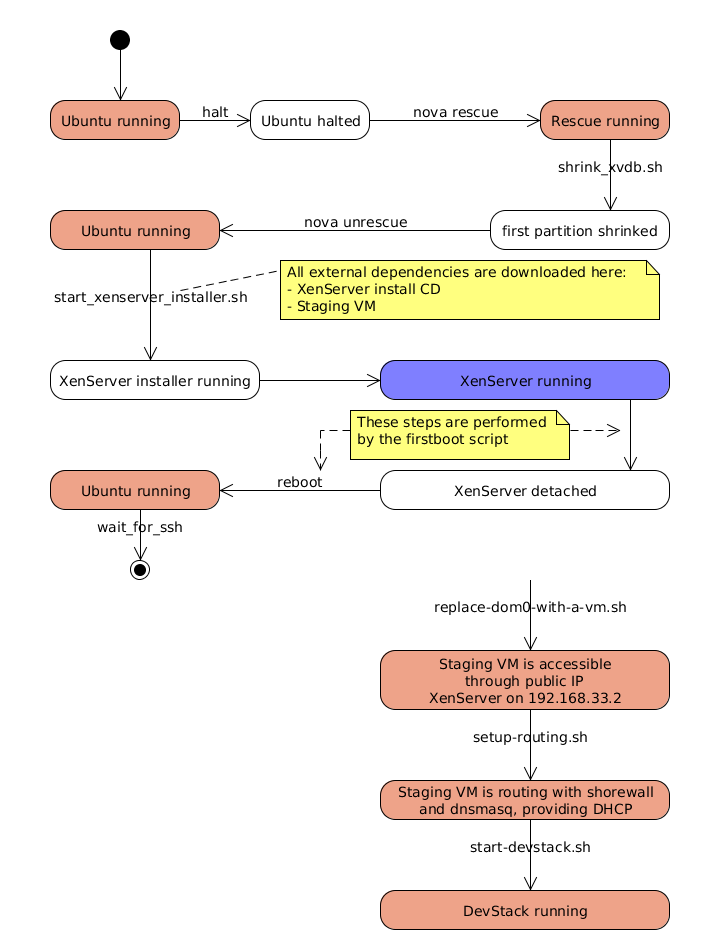 halt
nova rescue
Ubuntu running
Ubuntu halted
Rescue running
shrink_xvdb.sh
nova unrescue
Ubuntu running
first partition shrinked
All external dependencies are downloaded here:
- XenServer install CD
- Staging VM
start_xenserver_installer.sh
XenServer installer running
XenServer running
These steps are performed
by the firstboot script
reboot
Ubuntu running
XenServer detached
wait_for_ssh
replace-dom0-with-a-vm.sh
Staging VM is accessible
through public IP
XenServer on 192.168.33.2
setup-routing.sh
Staging VM is routing with shorewall
and dnsmasq, providing DHCP
start-devstack.sh
DevStack running